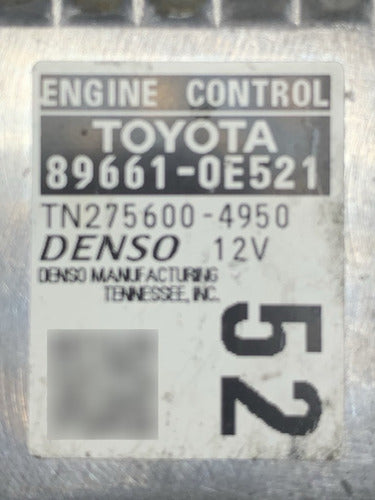 ENGINE CONTROL
TOYOTA
89661-0E521
TN275600-4950
DENSO 12V
DENSO MANUFACTURING
TENNESSEE, INC.
52